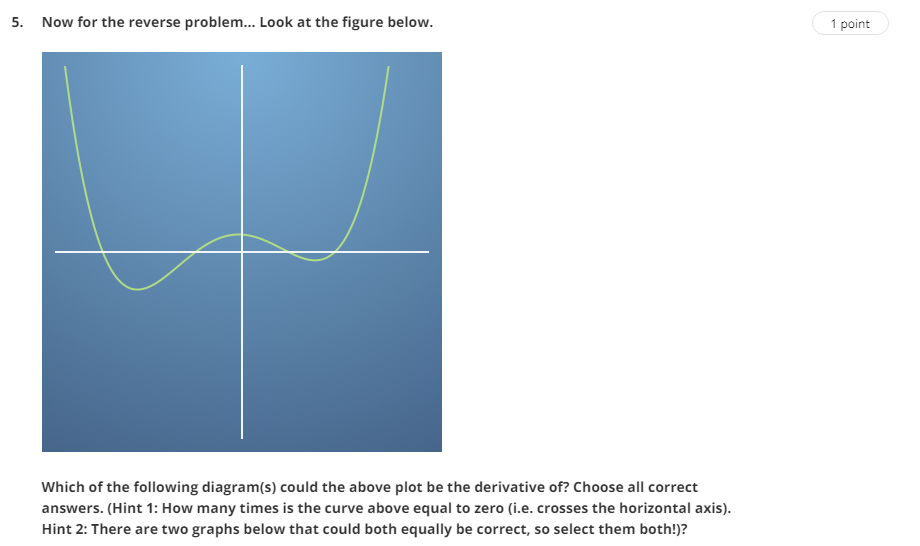 5. Now for the reverse problem... Look at the figure below.
1 point
Which of the following diagram(s) could the above plot be the derivative of? Choose all correct
answers. (Hint 1: How many times is the curve above equal to zero (i.e. crosses the horizontal axis).
Hint 2: There are two graphs below that could both equally be correct, so select them both!)?